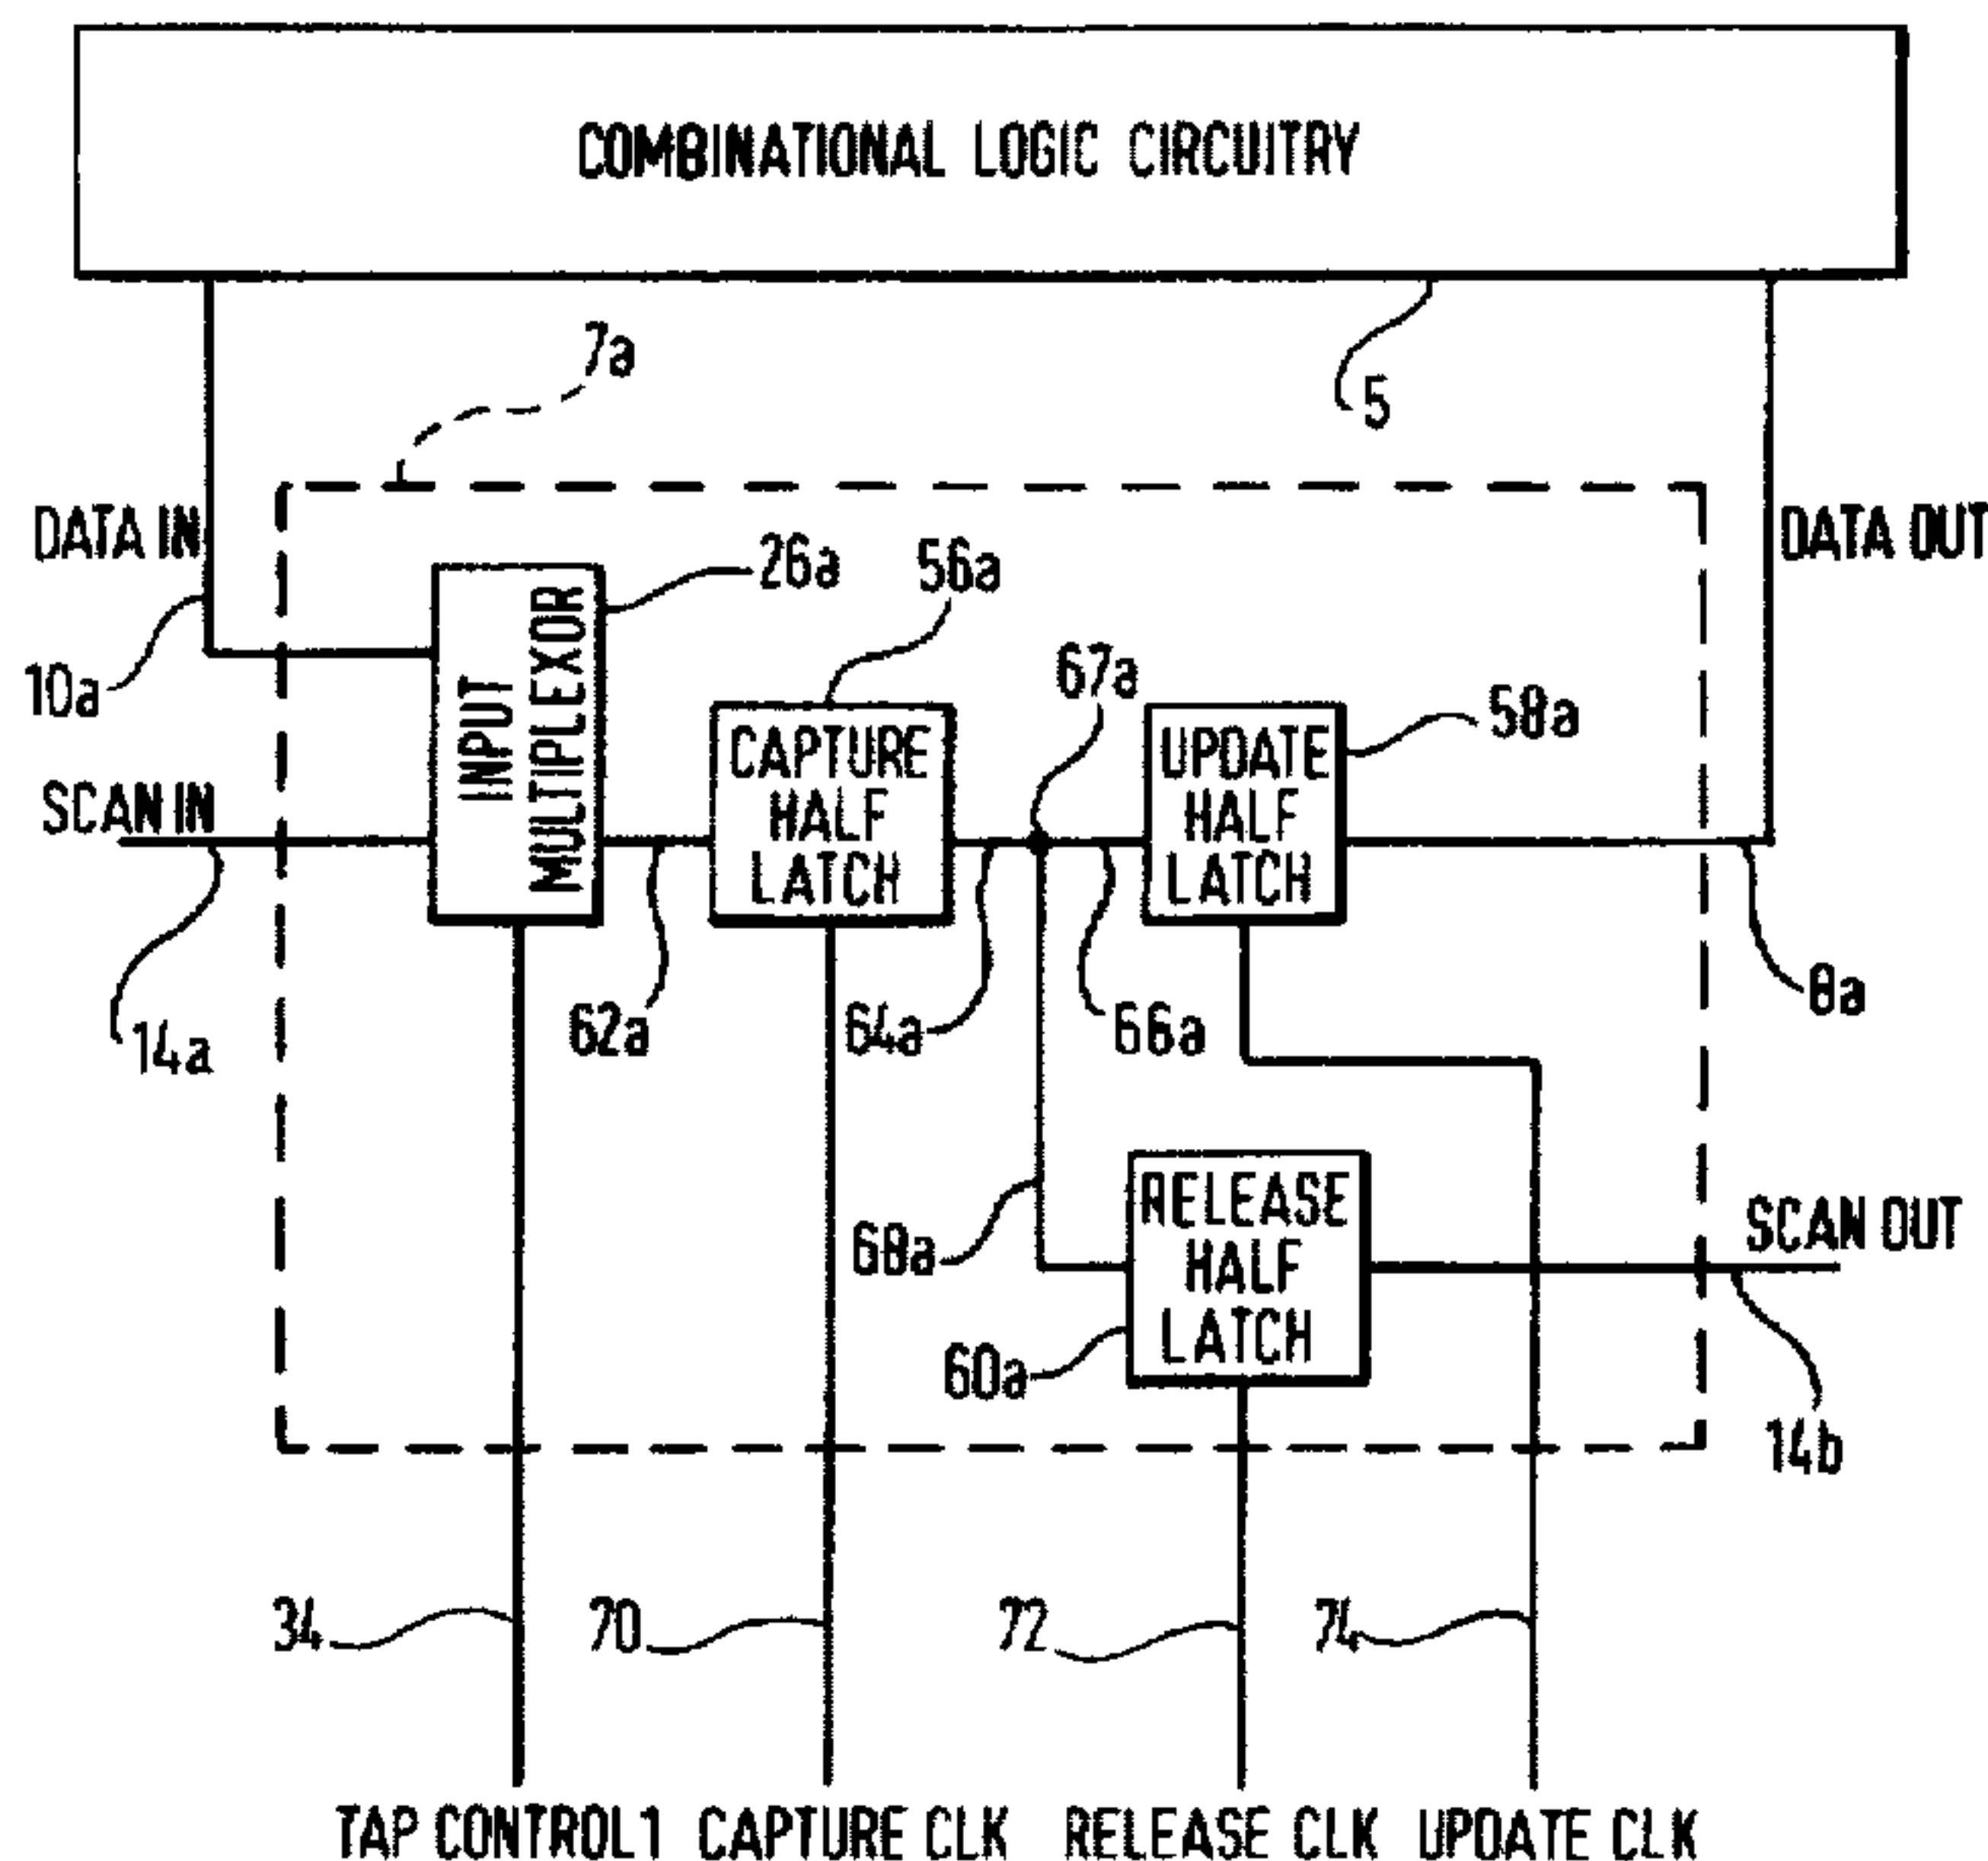 COMBINATIONAL LOGIC CIRCUITRY
7a
5
DATA IN
DATA OUT
26a
56a
10a
67a
58a
INPUT
MULTIPLEXOR
CAPTURE
HALF
LATCH
UPDATE
HALF
LATCH
SCAN IN
14a
62a
64a
66a
8a
RELEASE
HALF
LATCH
68a
SCAN OUT
60a
14b
34
70
72
74
TAP CONTROL1
CAPTURE CLK
RELEASE CLK
UPDATE CLK